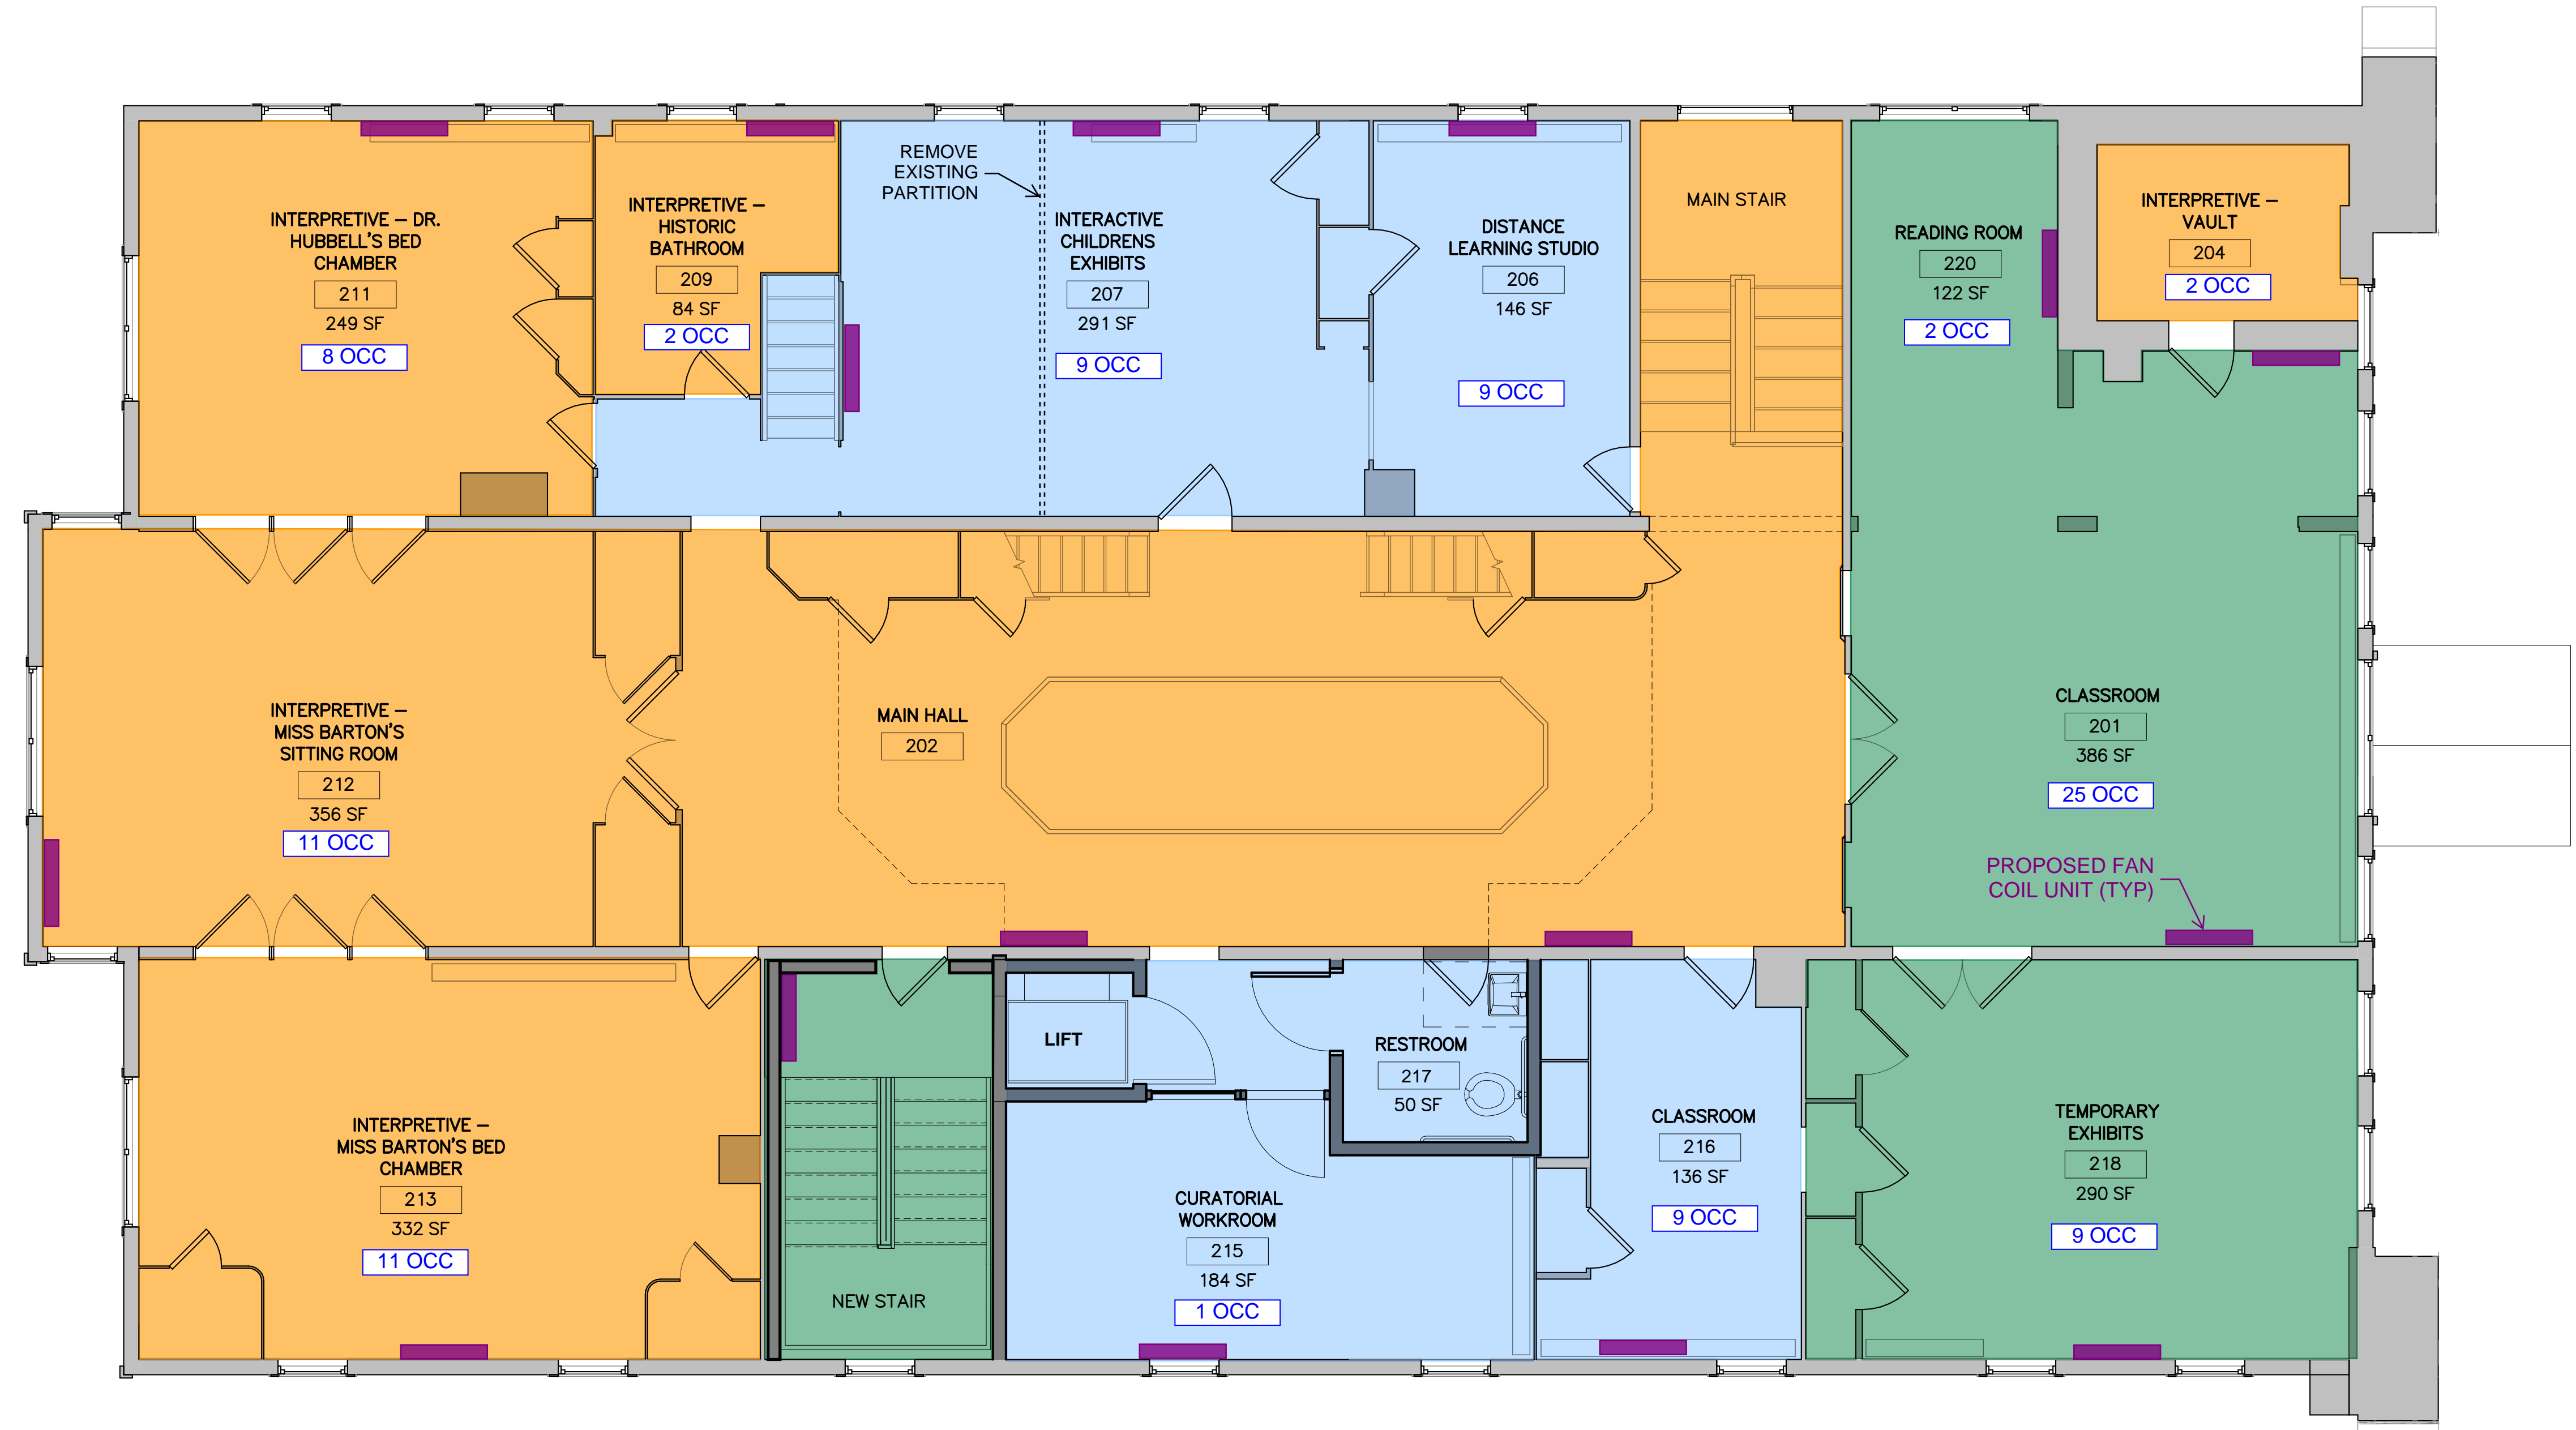 REMOVE
EXISTING
PARTITION
INTERPRETIVE – DR.
HUBBELL'S BED
CHAMBER
211
249 SF
8 OCC
INTERPRETIVE –
HISTORIC
BATHROOM
209
84 SF
2 OCC
INTERACTIVE
CHILDRENS
EXHIBITS
207
291 SF
9 OCC
DISTANCE
LEARNING STUDIO
206
146 SF
9 OCC
MAIN STAIR
READING ROOM
220
122 SF
2 OCC
INTERPRETIVE –
VAULT
204
2 OCC
INTERPRETIVE –
MISS BARTON'S
SITTING ROOM
212
356 SF
11 OCC
MAIN HALL
202
CLASSROOM
201
386 SF
25 OCC
PROPOSED FAN
COIL UNIT (TYP)
INTERPRETIVE –
MISS BARTON'S BED
CHAMBER
213
332 SF
11 OCC
NEW STAIR
LIFT
RESTROOM
217
50 SF
CURATORIAL
WORKROOM
215
184 SF
1 OCC
CLASSROOM
216
136 SF
9 OCC
TEMPORARY
EXHIBITS
218
290 SF
9 OCC